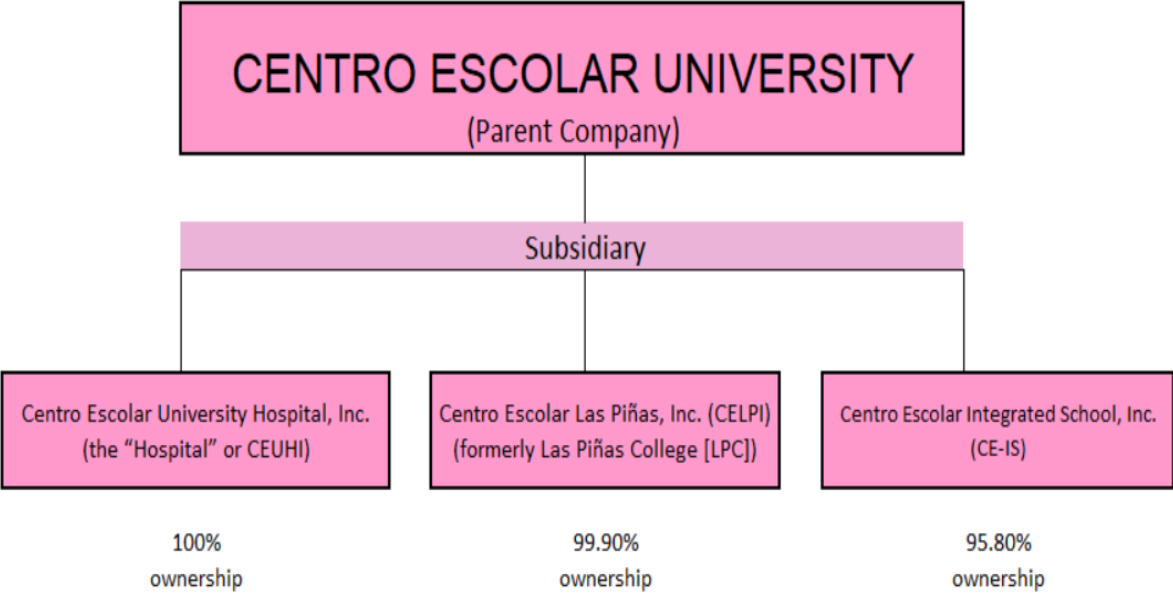 CENTRO ESCOLAR UNIVERSITY
(Parent Company)
Subsidiary
Centro Escolar University Hospital, Inc.
(the “Hospital” or CEUHI)
Centro Escolar Las Piñas, Inc. (CELPI)
(formerly Las Piñas College [LPC])
Centro Escolar Integrated School, Inc.
(CE-IS)
100%
ownership
99.90%
ownership
95.80%
ownership